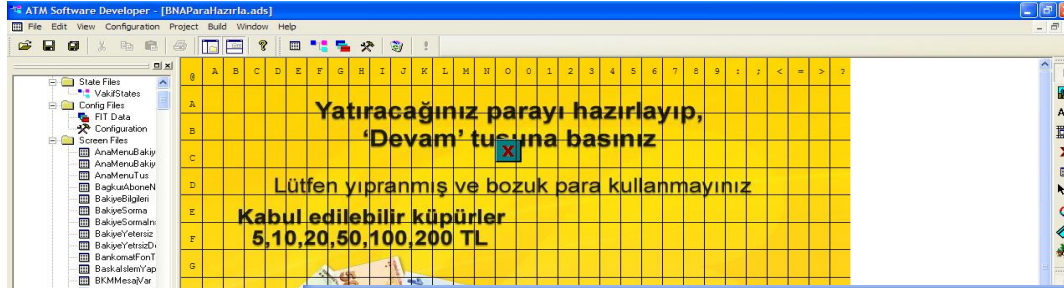 ATM Software Developer - [BNAParaHazırla.ads]
File Edit View Configuration Project Build Window Help
State Files
VakifStates
Config Files
FIT Data
Configuration
Screen Files
AnaMenuBakiy
AnaMenuBakiy
AnaMenuTus
BagkurAboneN
BakiyeBilgileri
BakiyeSorma
BakiyeSormaIn
BakiyeYetersiz
BakiyeYetrsizD
BankomatFonT
BaskaIslemYap
BKMMesajVar
@ A B C D E F G H I J K L M N O 0 1 2 3 4 5 6 7 8 9 : ; < = > ?
A
B
C
D
E
F
G
Yatıracağınız parayı hazırlayıp,
‘Devam’ tuşuna basınız
X
Lütfen yıpranmış ve bozuk para kullanmayınız
Kabul edilebilir küpürler
5,10,20,50,100,200 TL